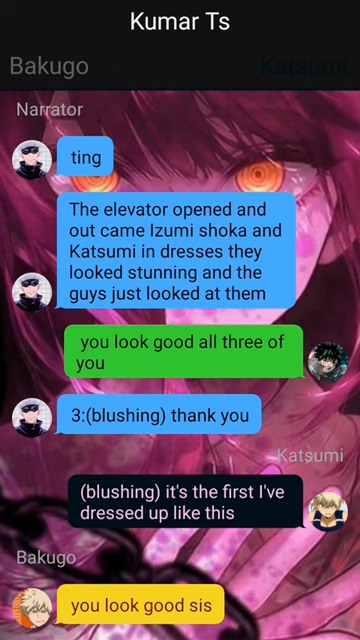 Kumar Ts
Bakugo
Katsumi
Narrator
ting
The elevator opened and
out came Izumi shoka and
Katsumi in dresses they
looked stunning and the
guys just looked at them
you look good all three of
you
3:(blushing) thank you
Katsumi
(blushing) it's the first I've
dressed up like this
Bakugo
you look good sis